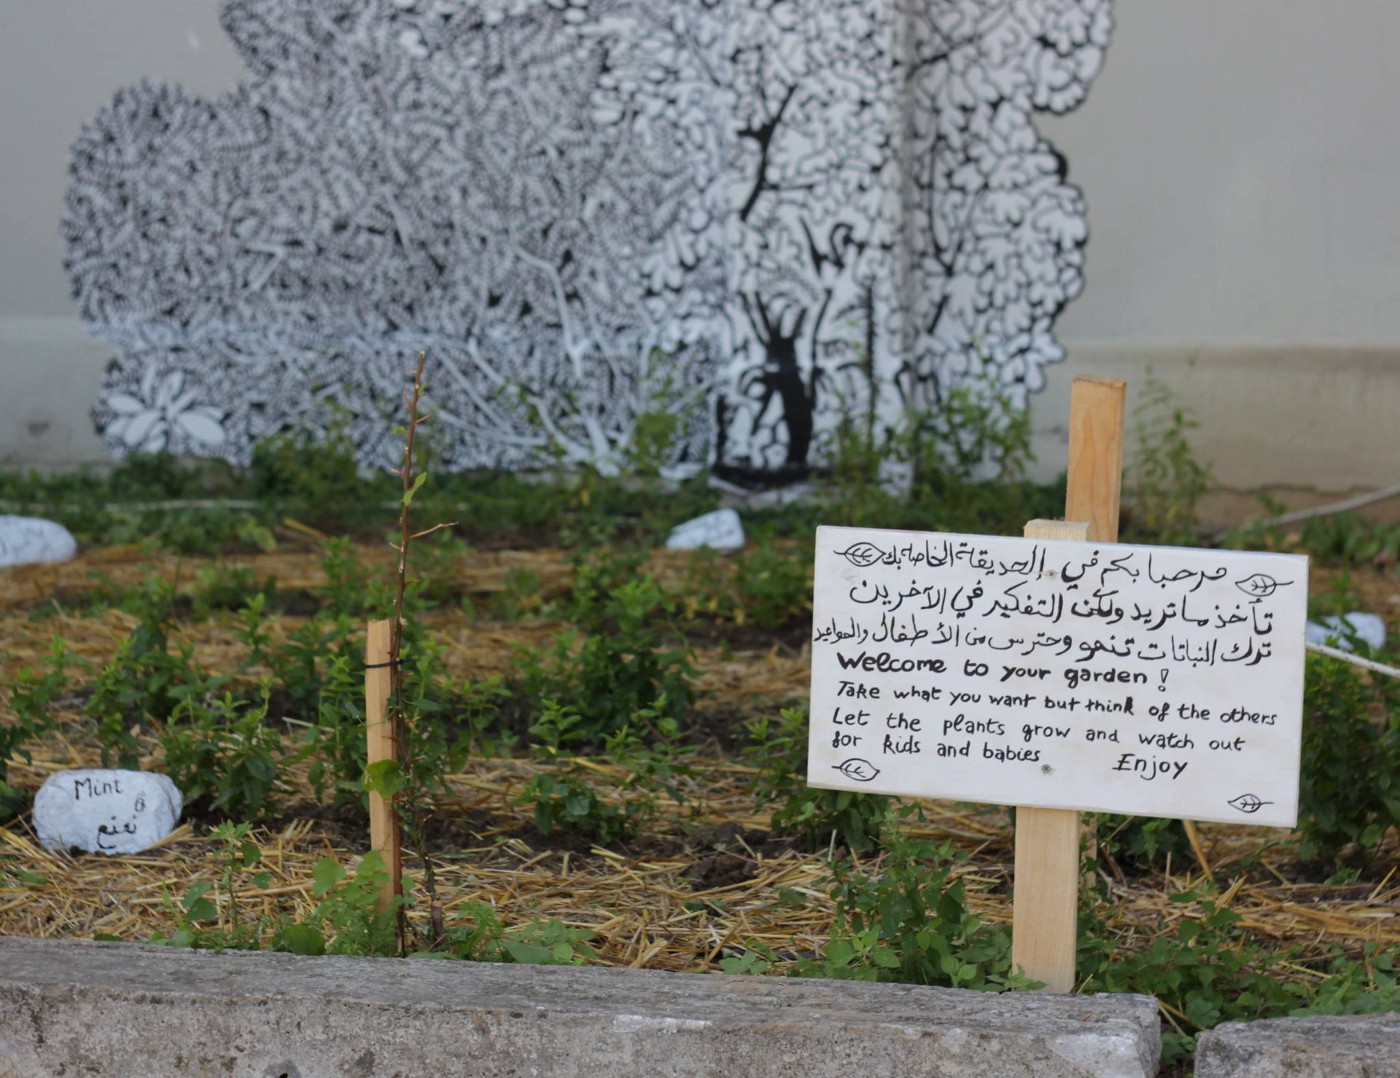 مرحبا بكم في الحديقة الخاصة بك
تأخذ ما تريد ولكن التفكير في الآخرين
ترك النباتات تنمو وحترس من الأطفال والمواعيد
Welcome to your garden!
Take what you want but think of the others
Let the plants grow and watch out
for kids and babies Enjoy
Mint
نعنع